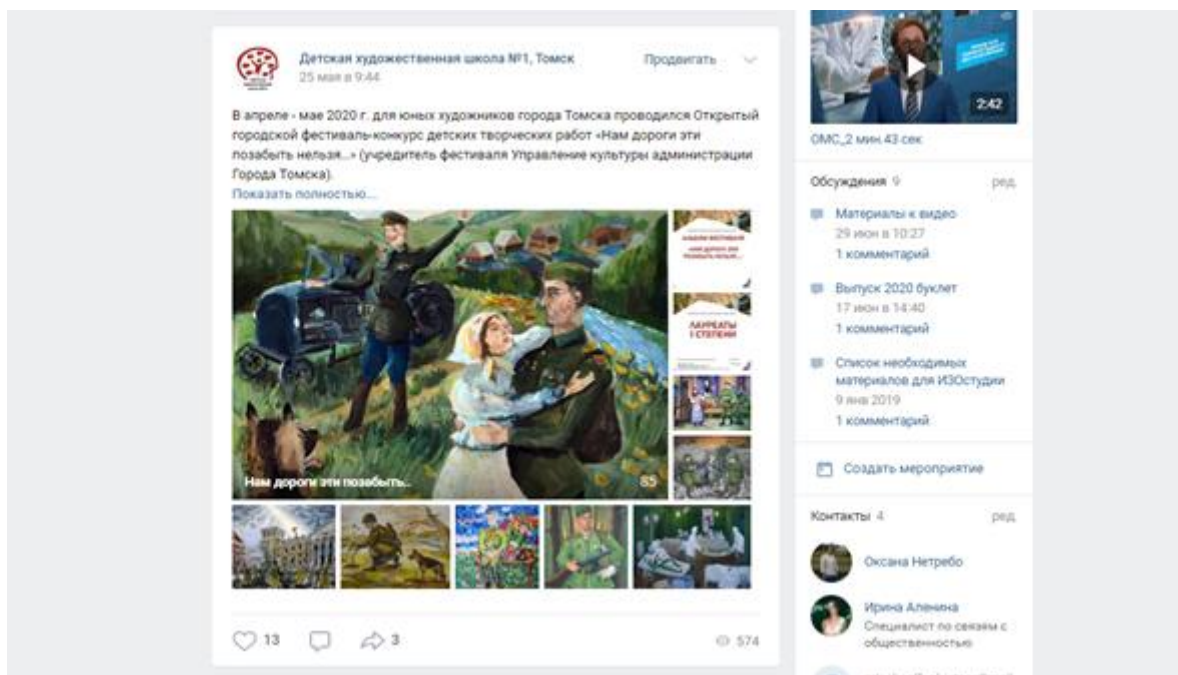 Детская художественная школа №1, Томск
25 мая в 9:44
Продвигать
В апреле - мае 2020 г. для юных художников города Томска проводился Открытый
городской фестиваль-конкурс детских творческих работ «Нам дороги эти
позабыть нельзя...» (учредитель фестиваля Управление культуры администрации
Города Томска).
Показать полностью...
ЛАУРЕАТЫ
I СТЕПЕНИ
Нам дороги эти позабыть..
85
13
3
574
2:42
ОМС_2 мин.43 сек
Обсуждения 9
ред.
Материалы к видео
29 июн в 10:27
1 комментарий
Выпуск 2020 буклет
17 июн в 14:40
1 комментарий
Список необходимых
материалов для ИЗОстудии
9 янв 2019
1 комментарий
Создать мероприятие
Контакты 4
ред.
Оксана Нетребо
Ирина Аленина
Специалист по связям с
общественностью